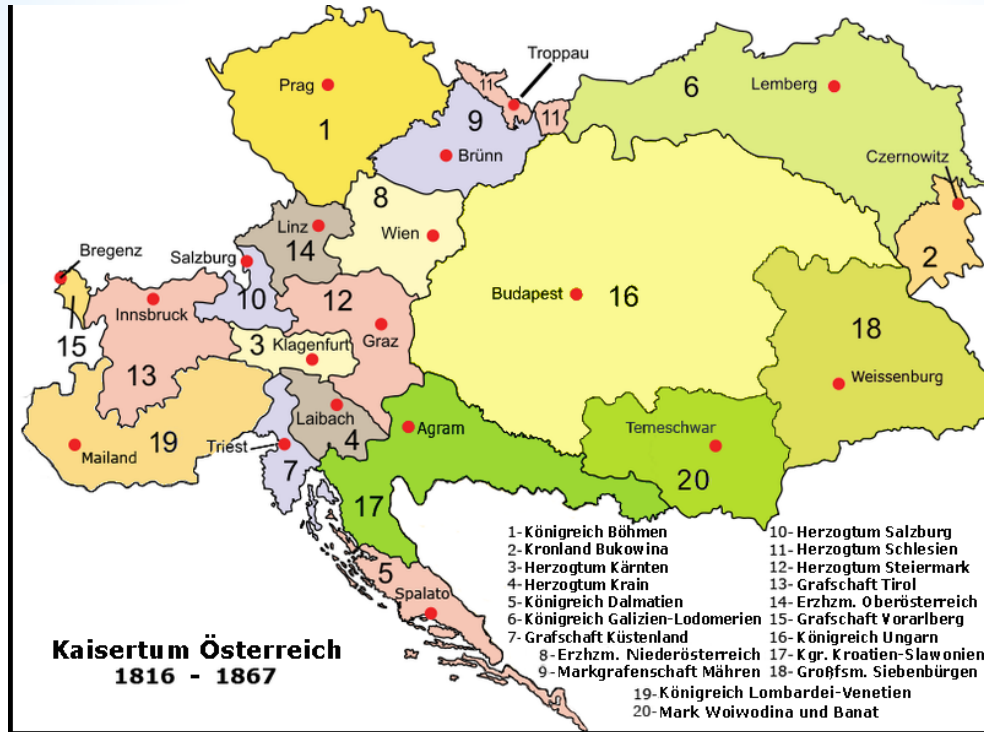 Troppau
11
6
Lemberg
Prag
1
9
11
Brünn
Czernowitz
8
Linz
Wien
14
Bregenz
Salzburg
2
10
12
Budapest
16
Innsbruck
18
15
3
Klagenfurt
Graz
13
Weissenburg
Laibach
Agram
Temeschwar
19
Triest
4
Mailand
7
20
17
5
Spalato
Kaisertum Österreich
1816 - 1867
1- Königreich Böhmen
2- Kronland Bukowina
3- Herzogtum Kärnten
4- Herzogtum Krain
5- Königreich Dalmatien
6- Königreich Galizien-Lodomerien
7- Grafschaft Küstenland
8- Erzhzm. Niederösterreich
9- Markgrafenschaft Mähren
10- Herzogtum Salzburg
11- Herzogtum Schlesien
12- Herzogtum Steiermark
13- Grafschaft Tirol
14- Erzhzm. Oberösterreich
15- Grafschaft Vorarlberg
16- Königreich Ungarn
17- Kgr. Kroatien-Slawonien
18- Großfsm. Siebenbürgen
19- Königreich Lombardei-Venetien
20- Mark Woiwodina und Banat